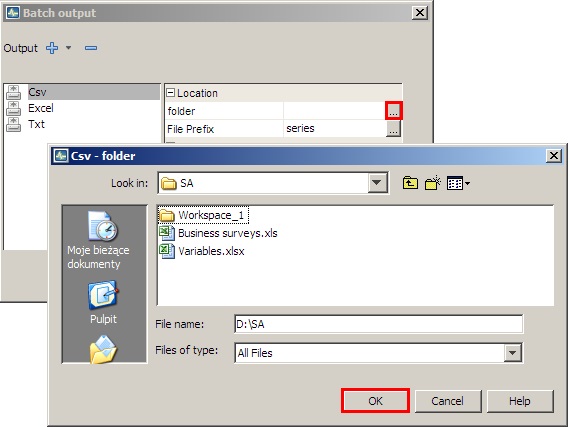 Batch output
Output
Csv
Excel
Txt
Location
folder
...
File Prefix series ...
Csv - folder
Look in: SA
Moje bieżące
dokumenty
Pulpit
Workspace_1
Business surveys.xls
Variables.xlsx
File name: D:\SA
Files of type: All Files
OK Cancel Help